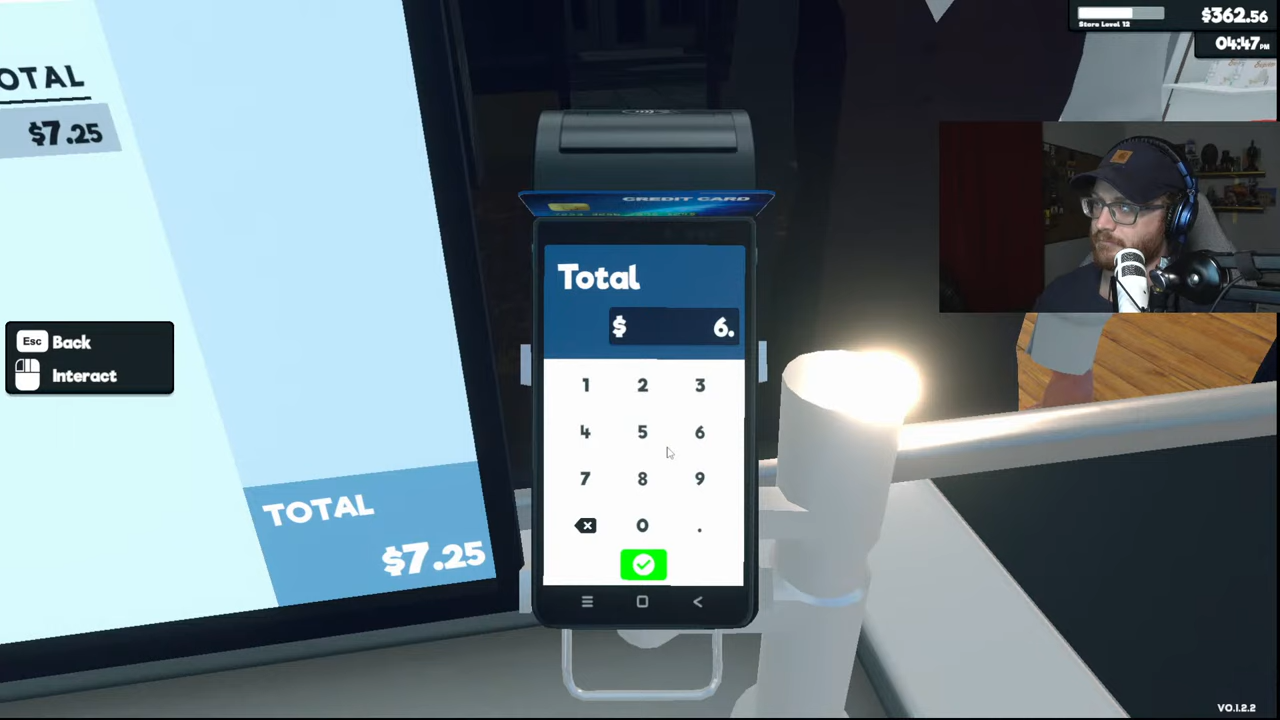 $362.56
Store Level 12
04:47PM
OTAL
$7.25
CREDIT CARD
Total
$ 6.
1 2 3
4 5 6
7 8 9
0 .
Esc Back
Interact
TOTAL
$7.25
V0.1.2.2